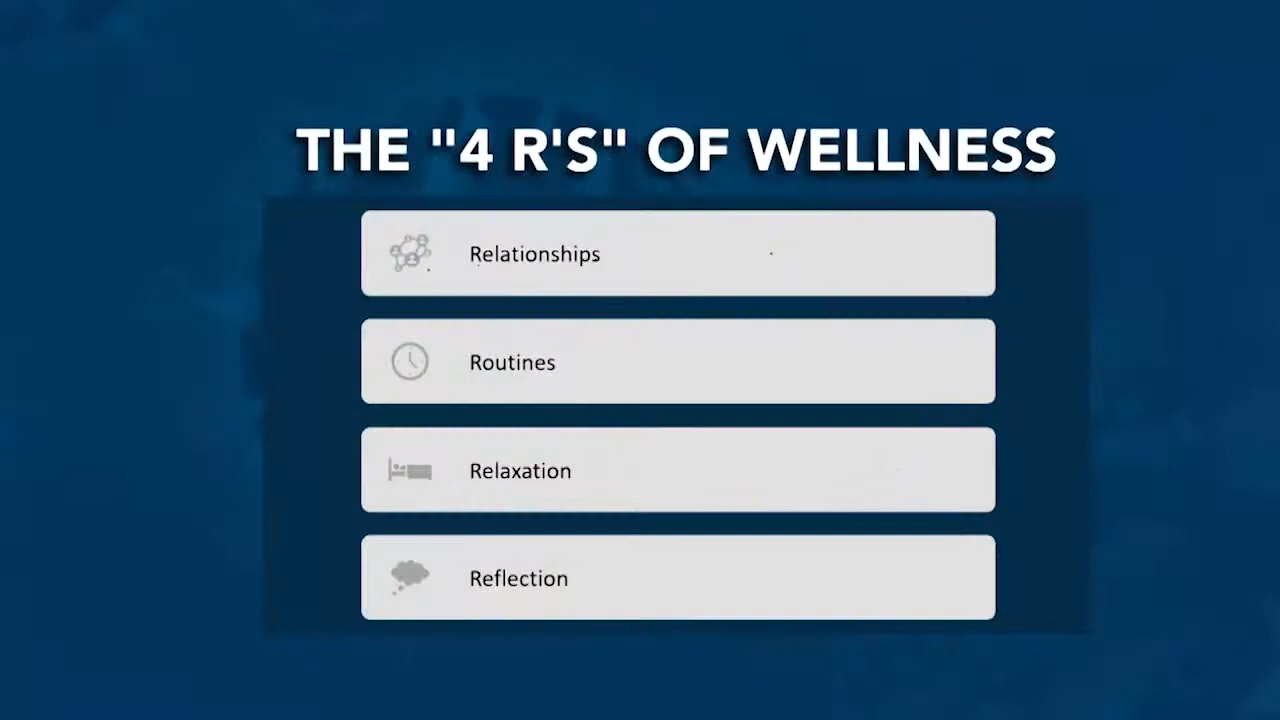 THE "4 R'S" OF WELLNESS
Relationships
Routines
Relaxation
Reflection